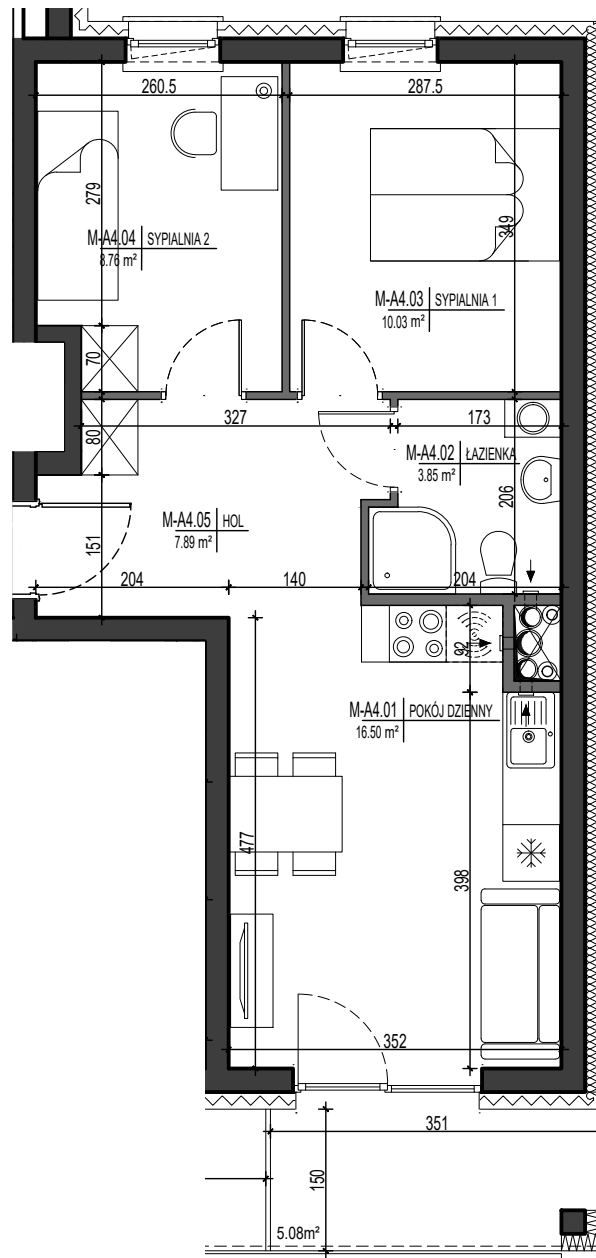 260.5
287.5
279
349
M-A4.04 SYPIALNIA 2
8.76 m²
M-A4.03 SYPIALNIA 1
10.03 m²
70
80
327
173
M-A4.02 ŁAZIENKA
3.85 m²
206
M-A4.05 HOL
7.89 m²
151
204
140
204
92
M-A4.01 POKÓJ DZIENNY
16.50 m²
477
398
352
351
150
5.08m²